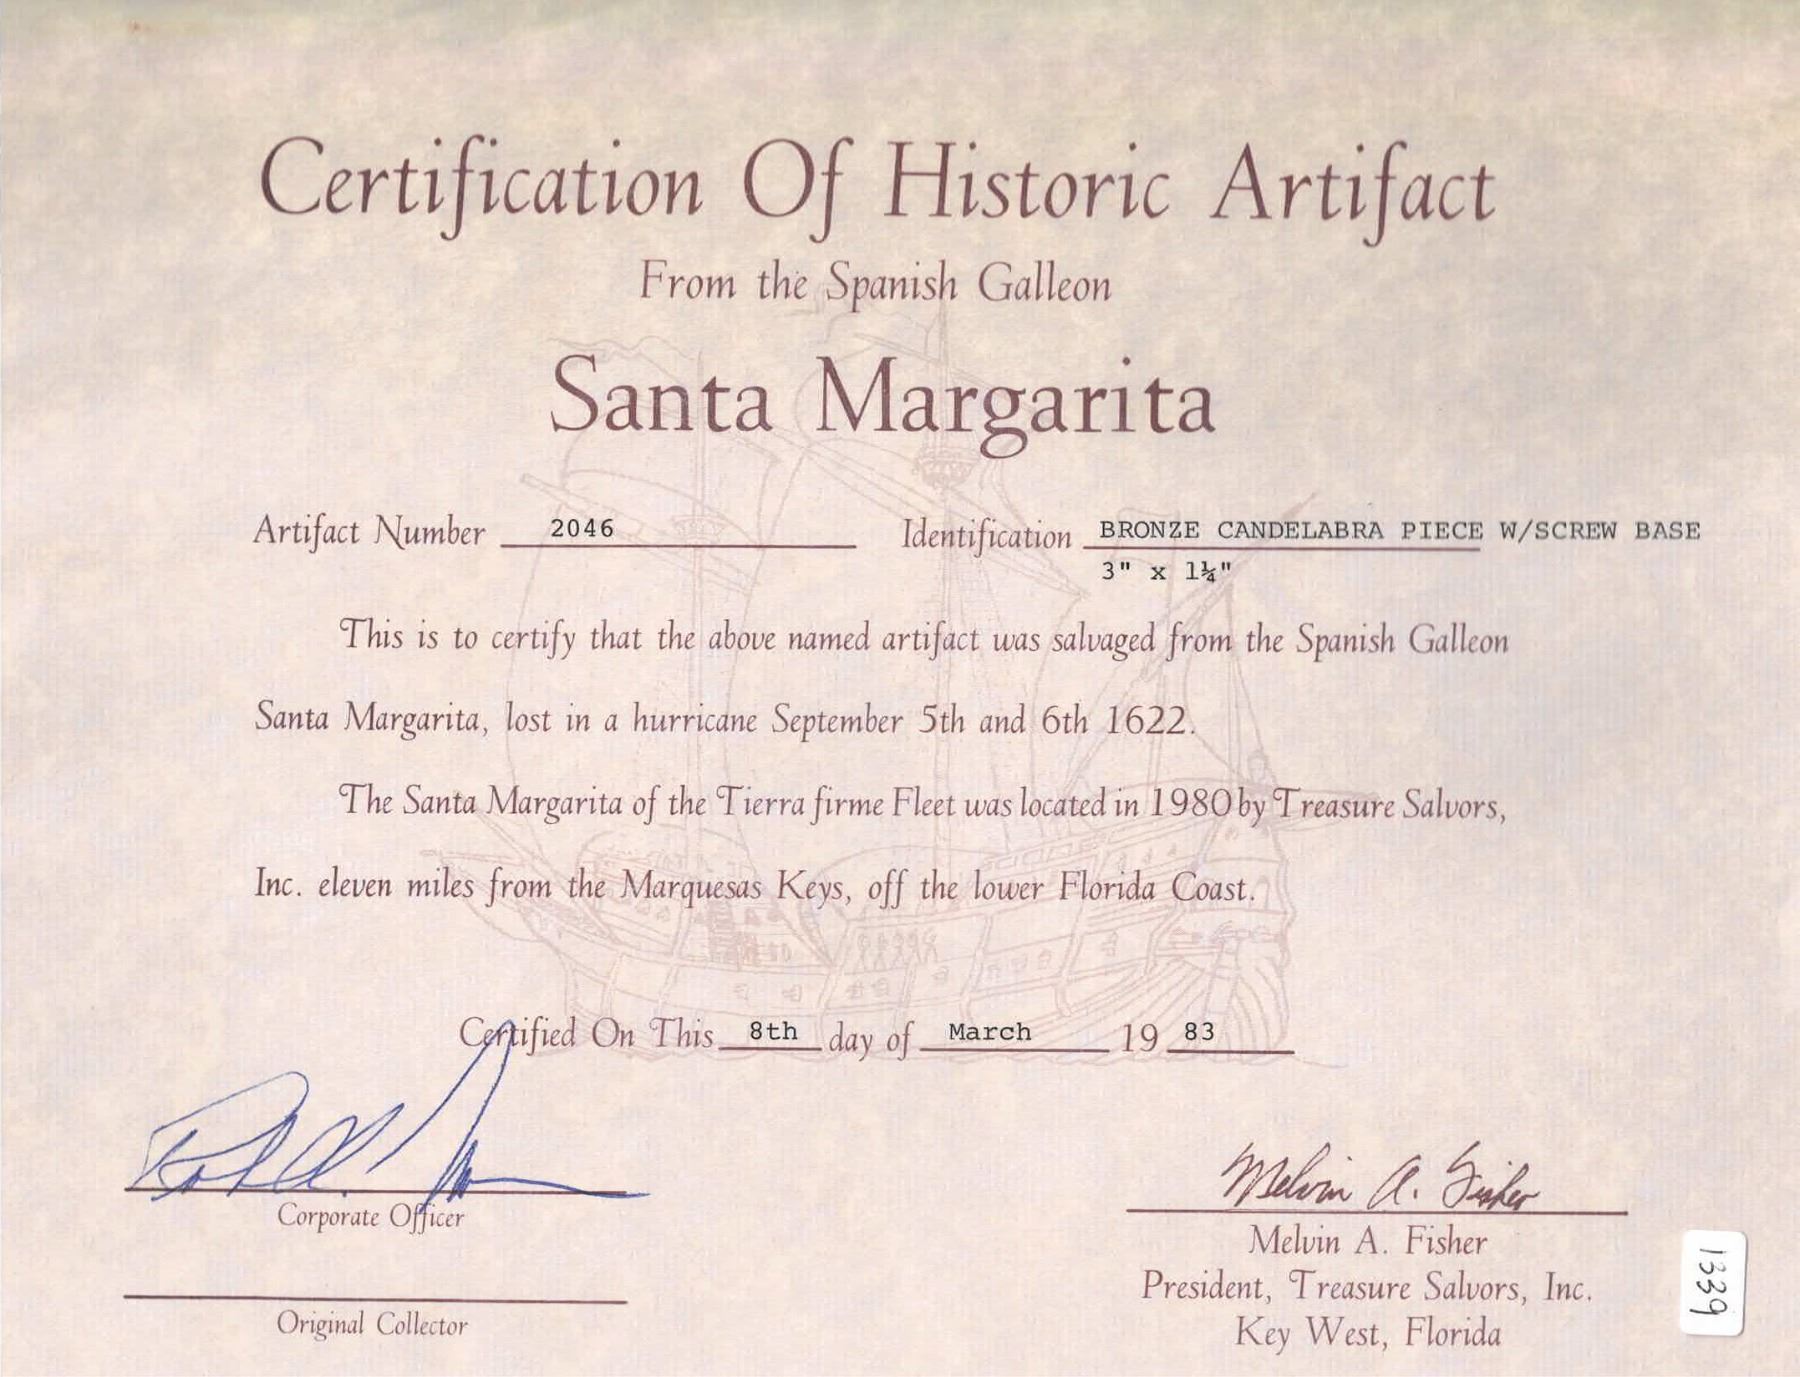 Certification Of Historic Artifact
From the Spanish Galleon
Santa Margarita
Artifact Number 2046 Identification BRONZE CANDELABRA PIECE W/SCREW BASE
3" x 1¼"
This is to certify that the above named artifact was salvaged from the Spanish Galleon
Santa Margarita, lost in a hurricane September 5th and 6th 1622.
The Santa Margarita of the Tierra firme Fleet was located in 1980 by Treasure Salvors,
Inc. eleven miles from the Marquesas Keys, off the lower Florida Coast.
Certified On This 8th day of March 19 83
Corporate Officer
Original Collector
Melvin A. Fisher
Melvin A. Fisher
President, Treasure Salvors, Inc.
Key West, Florida
1339